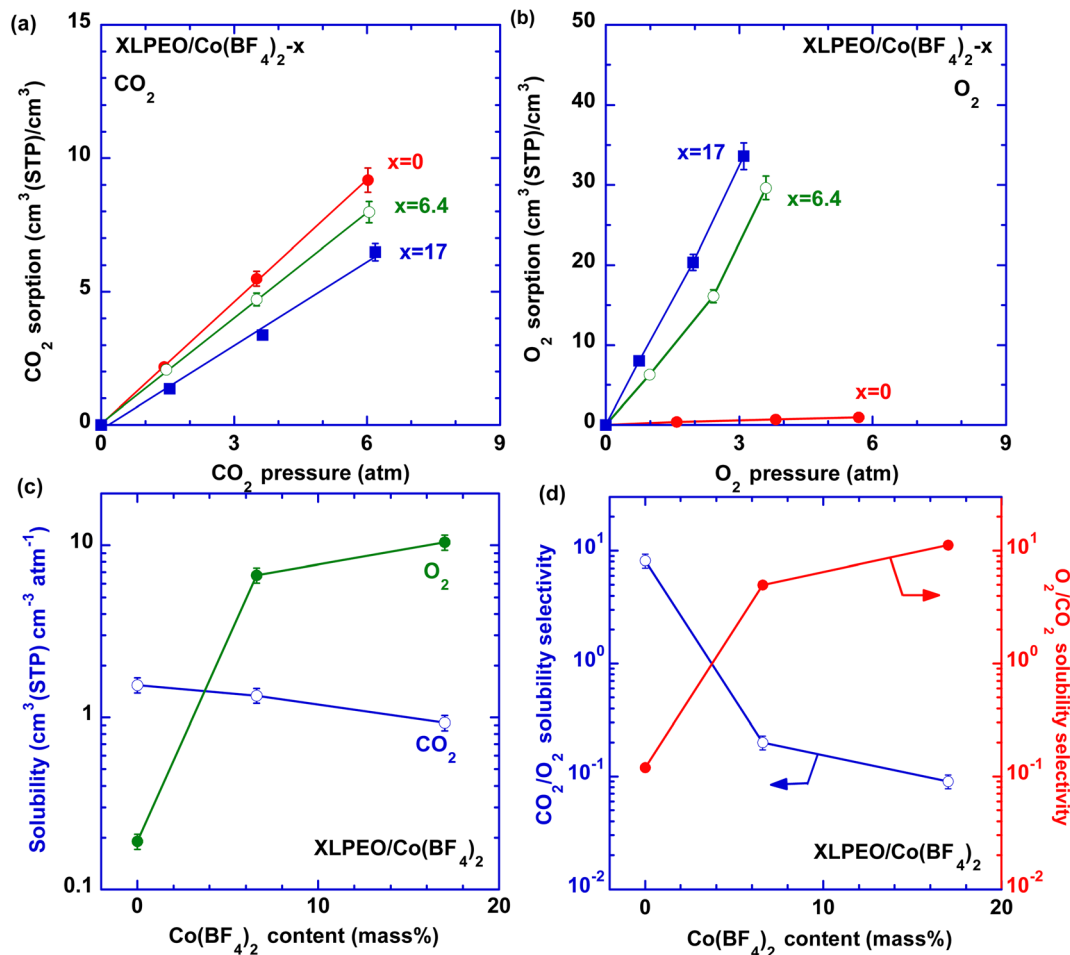 (a)
XLPEO/Co(BF₄)₂-x
CO₂
15
10
5
0
CO₂ sorption (cm³(STP)/cm³)
x=0
x=6.4
x=17
0 3 6 9
CO₂ pressure (atm)
(b)
XLPEO/Co(BF₄)₂-x
O₂
50
40
30
20
10
0
O₂ sorption (cm³(STP)/cm³)
x=17
x=6.4
x=0
0 3 6 9
O₂ pressure (atm)
(c)
10
1
0.1
Solubility (cm³(STP) cm⁻³ atm⁻¹)
O₂
CO₂
XLPEO/Co(BF₄)₂
0 10 20
Co(BF₄)₂ content (mass%)
(d)
10¹
10⁰
10⁻¹
10⁻²
CO₂/O₂ solubility selectivity
10¹
10⁰
10⁻¹
10⁻²
O₂/CO₂ solubility selectivity
XLPEO/Co(BF₄)₂
0 10 20
Co(BF₄)₂ content (mass%)